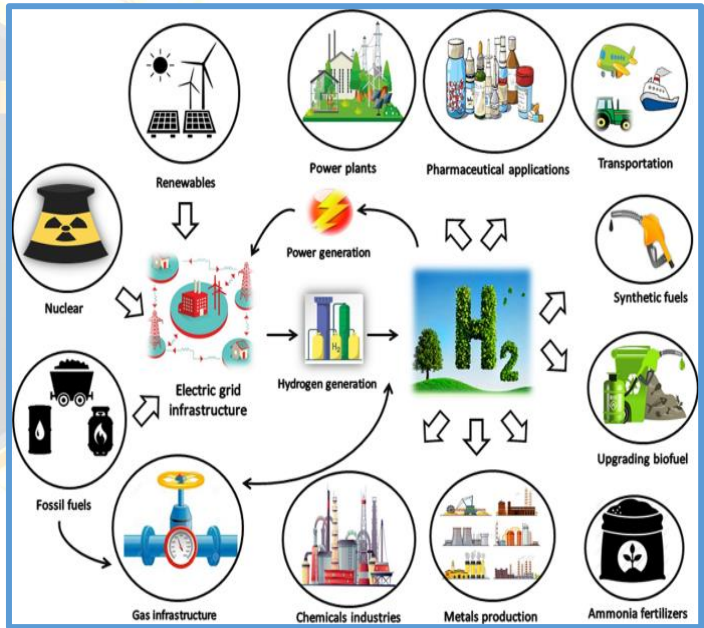 Renewables
Power plants
Pharmaceutical applications
Transportation
Nuclear
Power generation
Synthetic fuels
H2
H2
Electric grid
infrastructure
Hydrogen generation
Upgrading biofuel
Fossil fuels
Gas infrastructure
Chemicals industries
Metals production
Ammonia fertilizers